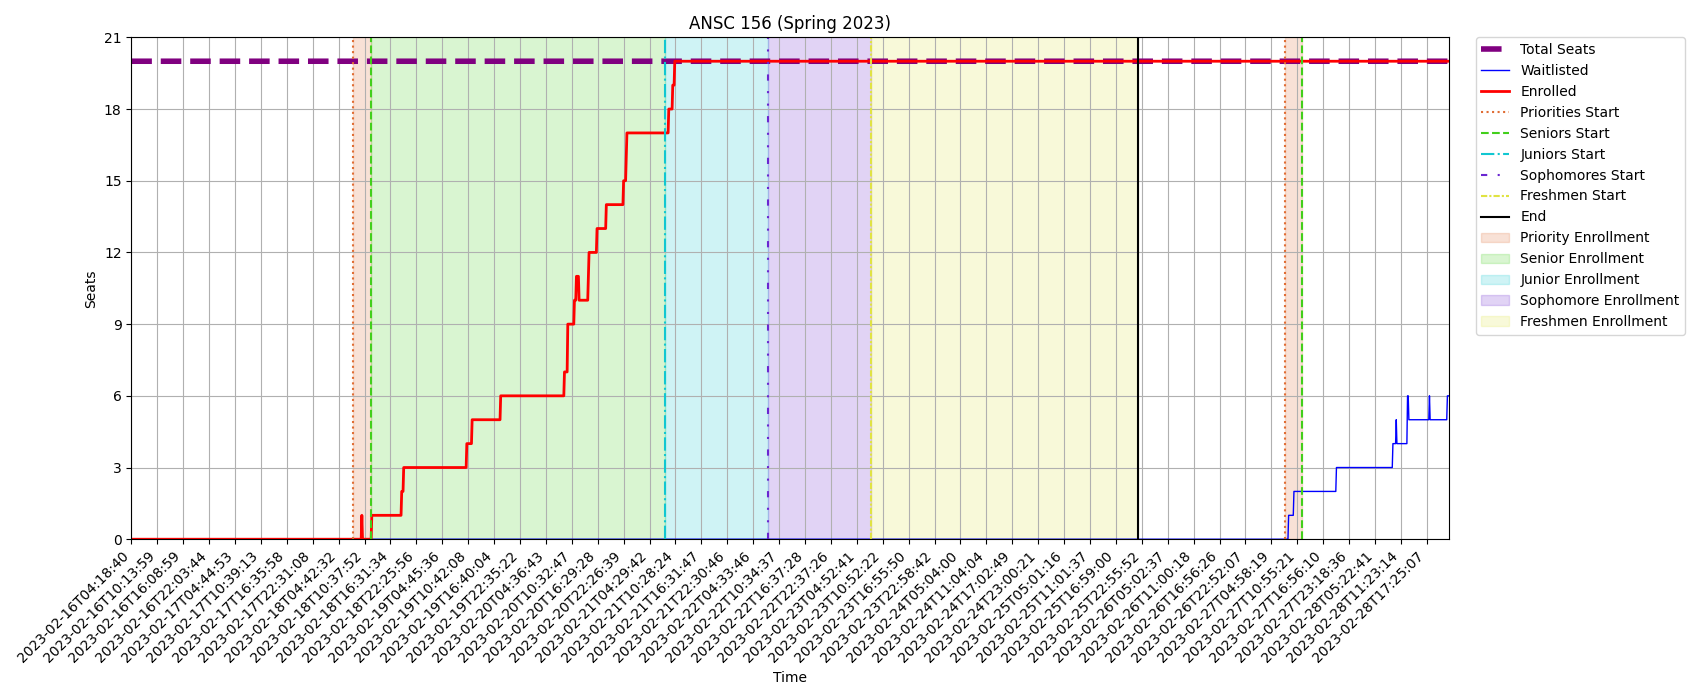 ANSC 156 (Spring 2023)
21
18
15
12
9
6
3
0
Seats
2023-02-16T04:18:40
2023-02-16T10:13:59
2023-02-16T16:08:59
2023-02-16T22:03:44
2023-02-17T04:44:53
2023-02-17T10:39:13
2023-02-17T16:35:58
2023-02-17T22:31:08
2023-02-18T04:42:32
2023-02-18T10:37:52
2023-02-18T16:31:34
2023-02-18T22:25:56
2023-02-19T04:45:36
2023-02-19T10:42:08
2023-02-19T16:40:04
2023-02-19T22:35:22
2023-02-20T04:36:43
2023-02-20T10:32:47
2023-02-20T16:29:28
2023-02-20T22:26:39
2023-02-21T04:29:42
2023-02-21T10:28:24
2023-02-21T16:31:47
2023-02-21T22:30:46
2023-02-22T04:33:46
2023-02-22T10:34:37
2023-02-22T16:37:28
2023-02-22T22:37:26
2023-02-23T04:52:41
2023-02-23T10:52:22
2023-02-23T16:55:50
2023-02-23T22:58:42
2023-02-24T05:04:00
2023-02-24T11:04:04
2023-02-24T17:02:49
2023-02-24T23:00:21
2023-02-25T05:01:16
2023-02-25T11:01:37
2023-02-25T16:59:00
2023-02-25T22:55:52
2023-02-26T05:02:37
2023-02-26T11:00:18
2023-02-26T16:56:26
2023-02-26T22:52:07
2023-02-27T04:58:19
2023-02-27T10:55:21
2023-02-27T16:56:10
2023-02-27T23:18:36
2023-02-28T05:22:41
2023-02-28T11:23:14
2023-02-28T17:25:07
Time
Total Seats
Waitlisted
Enrolled
Priorities Start
Seniors Start
Juniors Start
Sophomores Start
Freshmen Start
End
Priority Enrollment
Senior Enrollment
Junior Enrollment
Sophomore Enrollment
Freshmen Enrollment